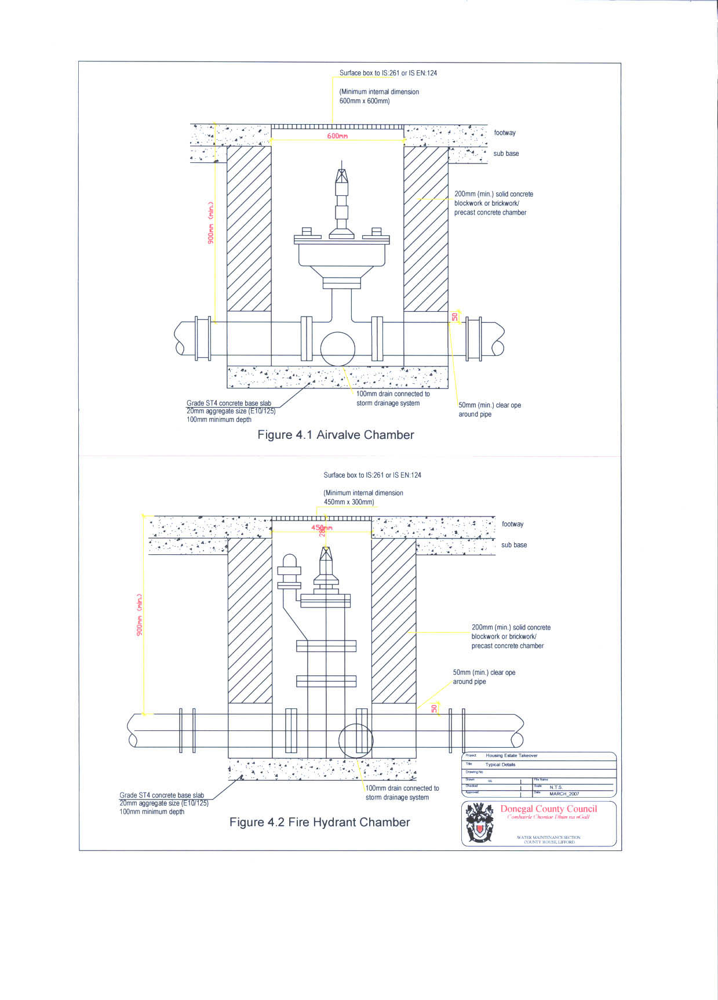 Surface box to IS:261 or IS EN:124
(Minimum internal dimension
600mm x 600mm)
600mm
footway
sub base
200mm (min.) solid concrete
blockwork or brickwork/
precast concrete chamber
900mm (min.)
50
100mm drain connected to
storm drainage system
Grade ST4 concrete base slab
20mm aggregate size (E10/125)
100mm minimum depth
50mm (min.) clear ope
around pipe
Figure 4.1 Airvalve Chamber
Surface box to IS:261 or IS EN:124
(Minimum internal dimension
450mm x 300mm)
450mm
footway
sub base
900mm (min.)
200mm (min.) solid concrete
blockwork or brickwork/
precast concrete chamber
50mm (min.) clear ope
around pipe
50
100mm drain connected to
storm drainage system
Grade ST4 concrete base slab
20mm aggregate size (E10/125)
100mm minimum depth
Figure 4.2 Fire Hydrant Chamber
Project Housing Estate Takeover
Title Typical Details
Drawing No
Drawn ss File Name
Checked Scale N.T.S.
Approved Date MARCH_2007
Donegal County Council
Comhairle Chontae Dhún na nGall
WATER MAINTENANCE SECTION
COUNTY HOUSE, LIFFORD